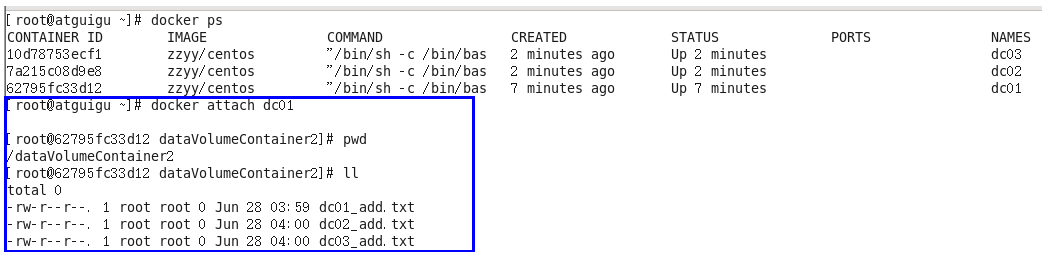 [root@atguigu ~]# docker ps
CONTAINER ID        IMAGE               COMMAND                CREATED             STATUS              PORTS               NAMES
10d78753ecf1        zzyy/centos         "/bin/sh -c /bin/bas   2 minutes ago       Up 2 minutes                            dc03
7a215c08d9e8        zzyy/centos         "/bin/sh -c /bin/bas   2 minutes ago       Up 2 minutes                            dc02
62795fc33d12        zzyy/centos         "/bin/sh -c /bin/bas   7 minutes ago       Up 7 minutes                            dc01
[root@atguigu ~]# docker attach dc01
[root@62795fc33d12 dataVolumeContainer2]# pwd
/dataVolumeContainer2
[root@62795fc33d12 dataVolumeContainer2]# ll
total 0
-rw-r--r--. 1 root root 0 Jun 28 03:59 dc01_add.txt
-rw-r--r--. 1 root root 0 Jun 28 04:00 dc02_add.txt
-rw-r--r--. 1 root root 0 Jun 28 04:00 dc03_add.txt